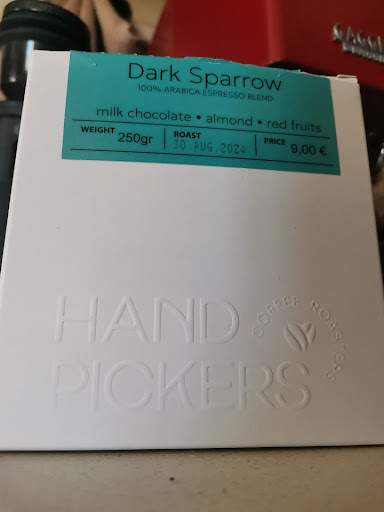 GAGGIA
Dark Sparrow
100% ARABICA ESPRESSO BLEND
milk chocolate • almond • red fruits
WEIGHT 250gr ROAST 30 AUG 2024 PRICE 9,00 €
HAND
PICKERS
COFFEE ROASTERS